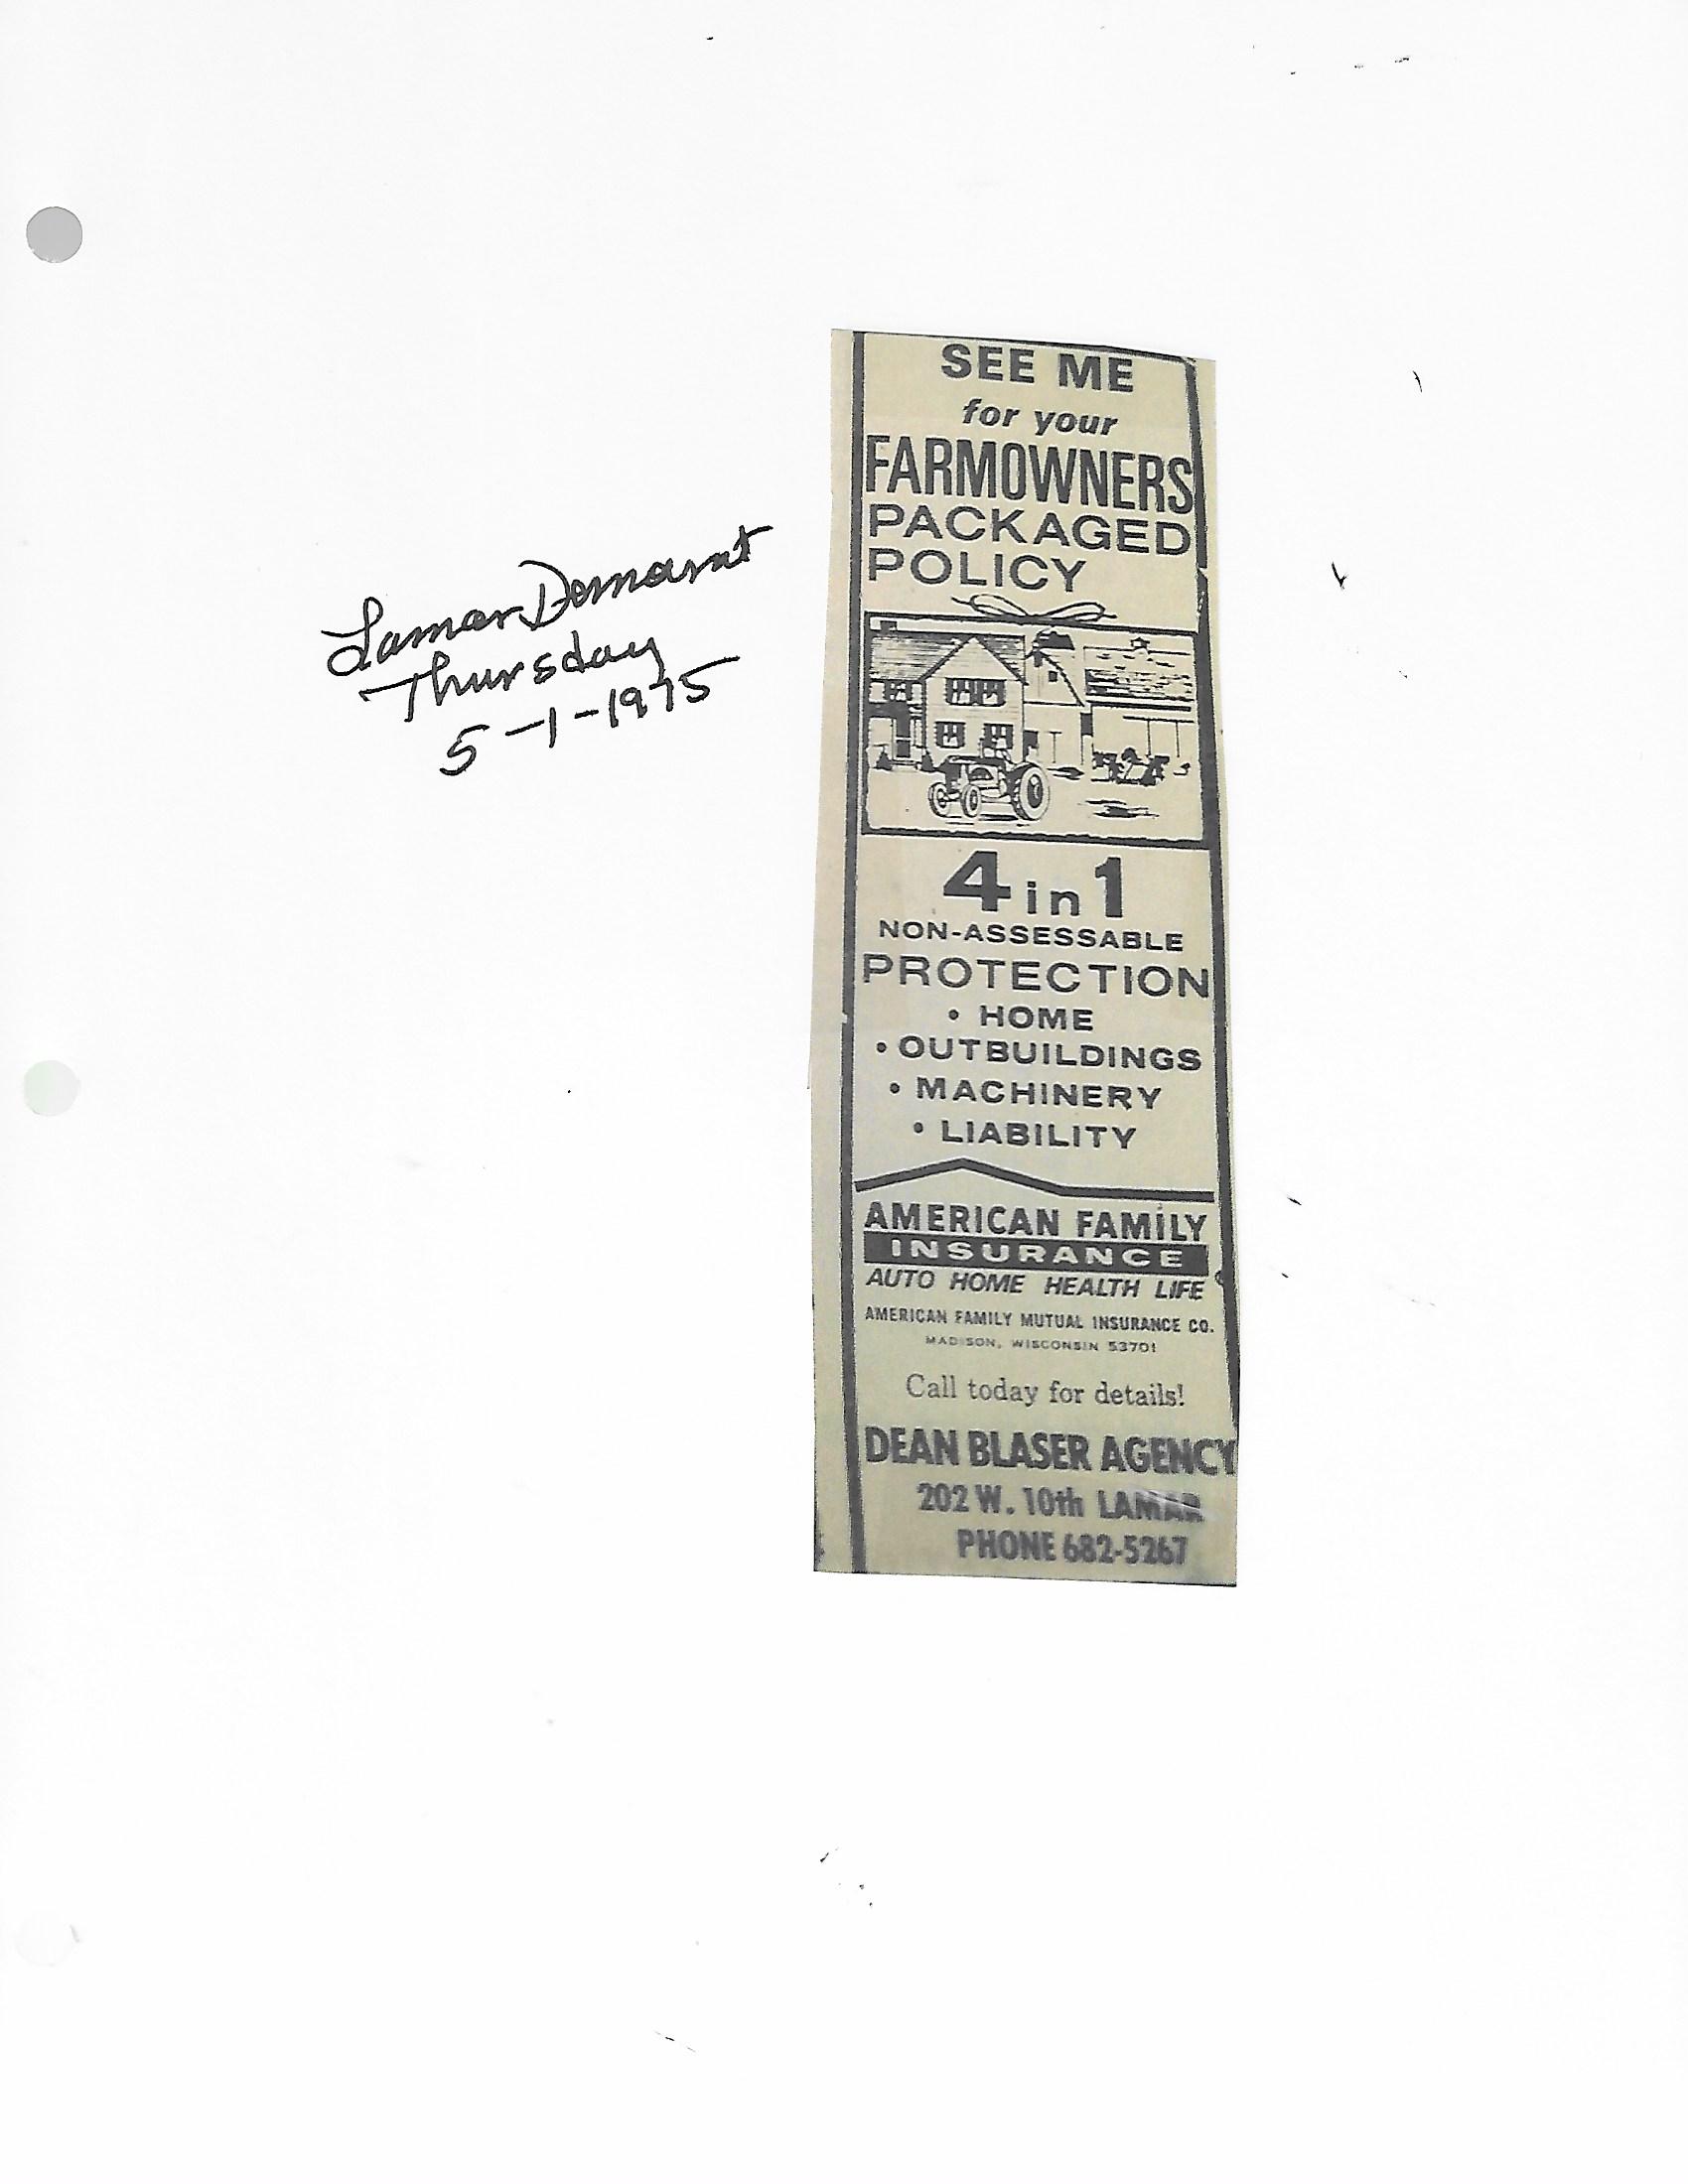 Lamar Domarat
Thursday
5-1-1975
SEE ME
for your
FARMOWNERS
PACKAGED
POLICY
4 in 1
NON-ASSESSABLE
PROTECTION
• HOME
• OUTBUILDINGS
• MACHINERY
• LIABILITY
AMERICAN FAMILY
INSURANCE
AUTO HOME HEALTH LIFE
AMERICAN FAMILY MUTUAL INSURANCE CO.
MADISON, WISCONSIN 53701
Call today for details!
DEAN BLASER AGENCY
202 W. 10th LAMAR
PHONE 682-5267